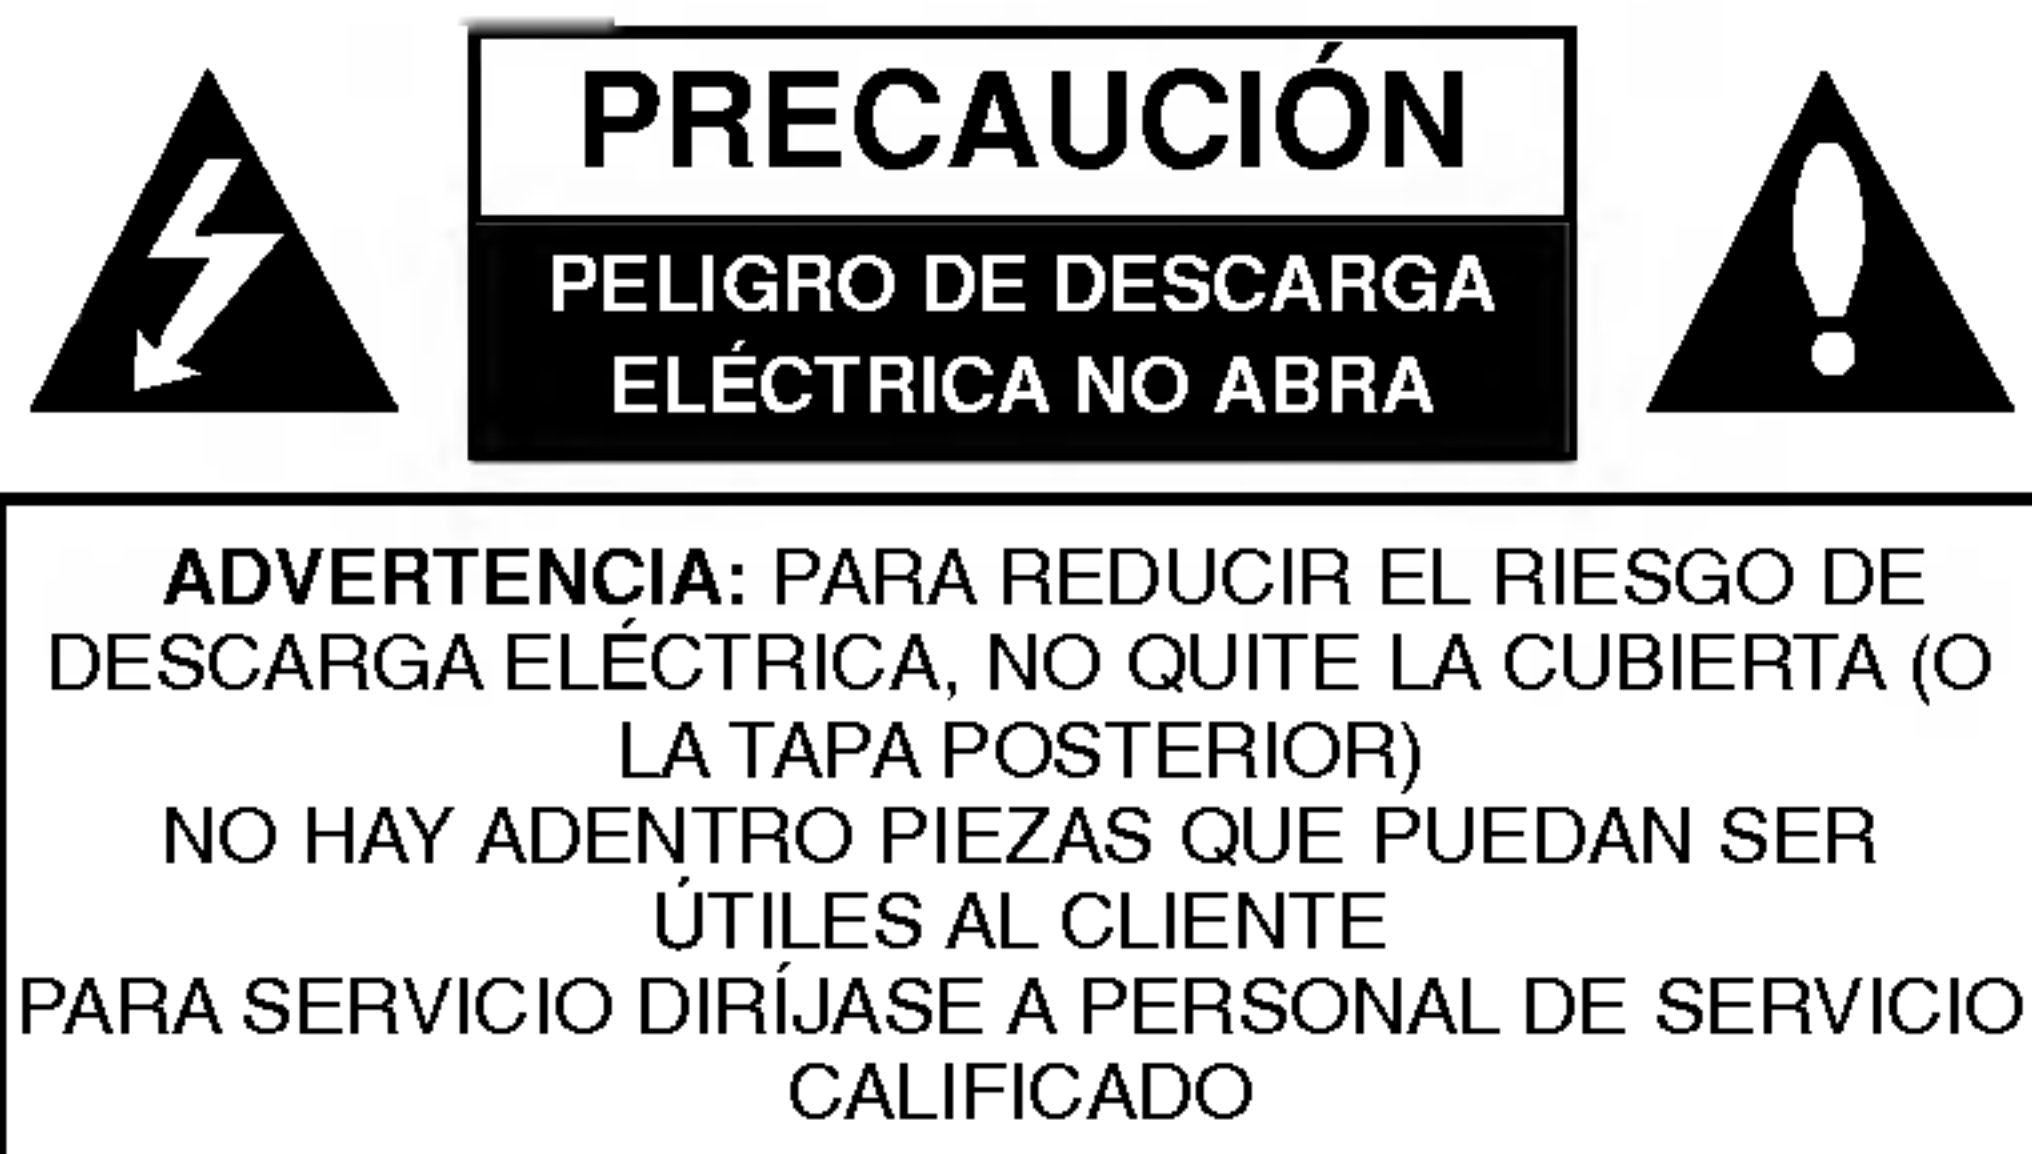 PRECAUCIÓN
PELIGRO DE DESCARGA
ELÉCTRICA NO ABRA
ADVERTENCIA: PARA REDUCIR EL RIESGO DE
DESCARGA ELÉCTRICA, NO QUITE LA CUBIERTA (O
LA TAPA POSTERIOR)
NO HAY ADENTRO PIEZAS QUE PUEDAN SER
ÚTILES AL CLIENTE
PARA SERVICIO DIRÍJASE A PERSONAL DE SERVICIO
CALIFICADO